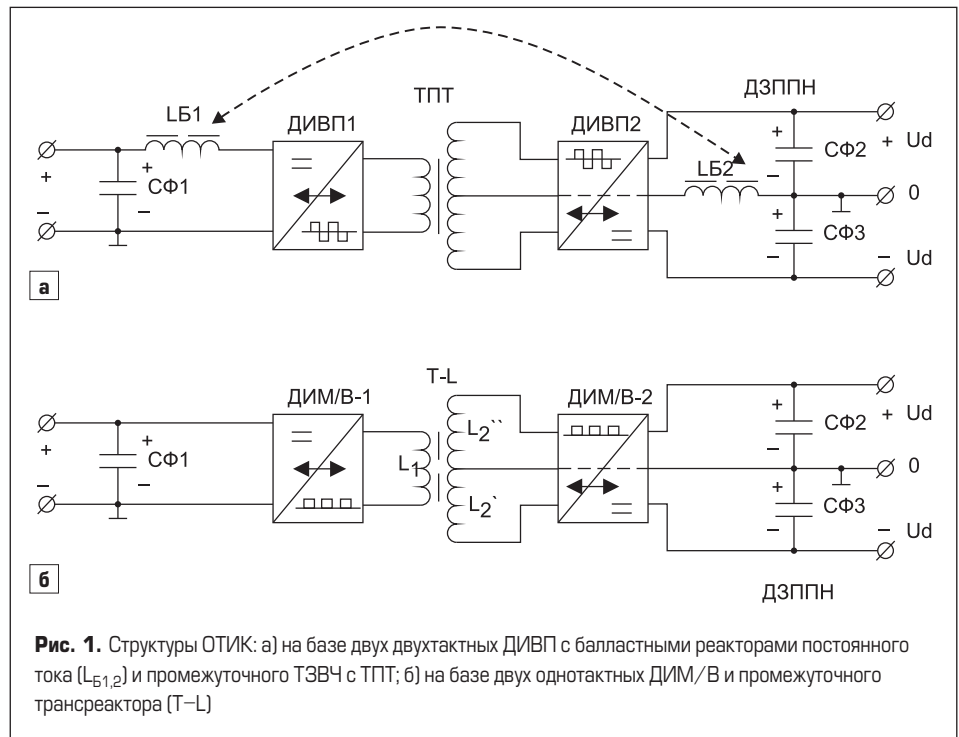 LБ1
ТПТ
ДЗППН
ДИВП1
ДИВП2
+
+
СФ2
+ Ud
+
СФ1
LБ2
0
−
−
−
+
СФ3
− Ud
−
а
T-L
ДИМ/В-1
ДИМ/В-2
+
+
СФ1
L2``
L1
L2`
+
СФ2
+ Ud
−
0
−
−
+
СФ3
− Ud
−
б
ДЗППН
Рис. 1. Структуры ОТИК: а) на базе двух двухтактных ДИВП с балластными реакторами постоянного
тока (LБ1,2) и промежуточного ТЗВЧ с ТПТ; б) на базе двух однотактных ДИМ/В и промежуточного
трансреактора (Т–L)